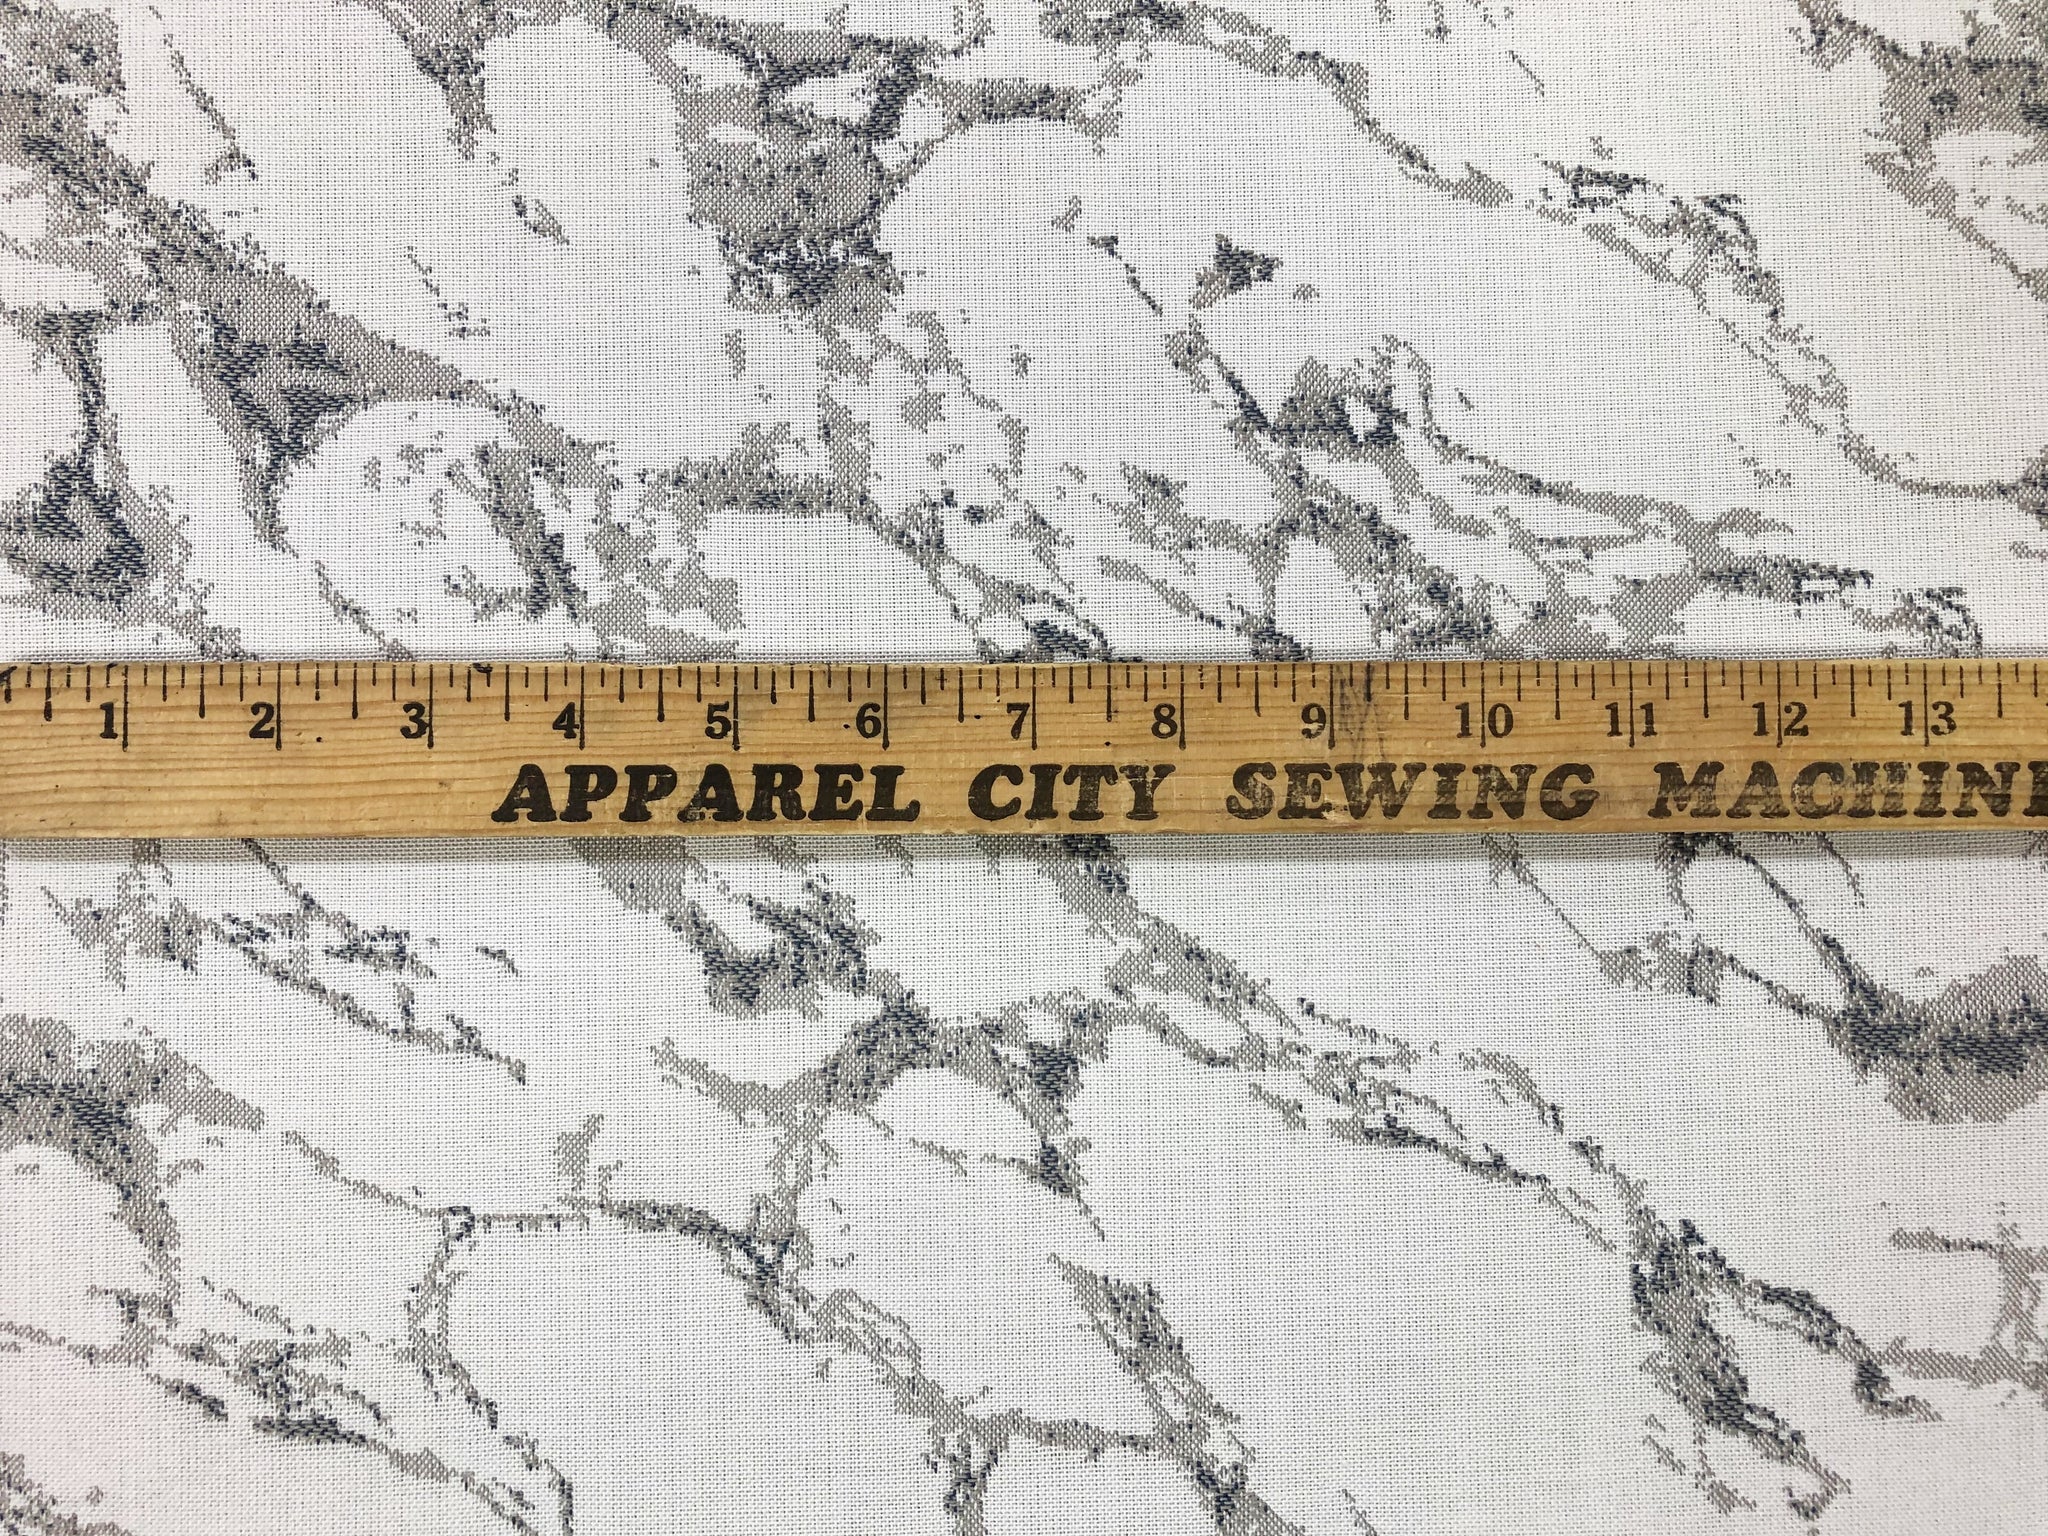 1 2 3 4 5 6 7 8 9 10 11 12 13
APPAREL CITY SEWING MACHINE